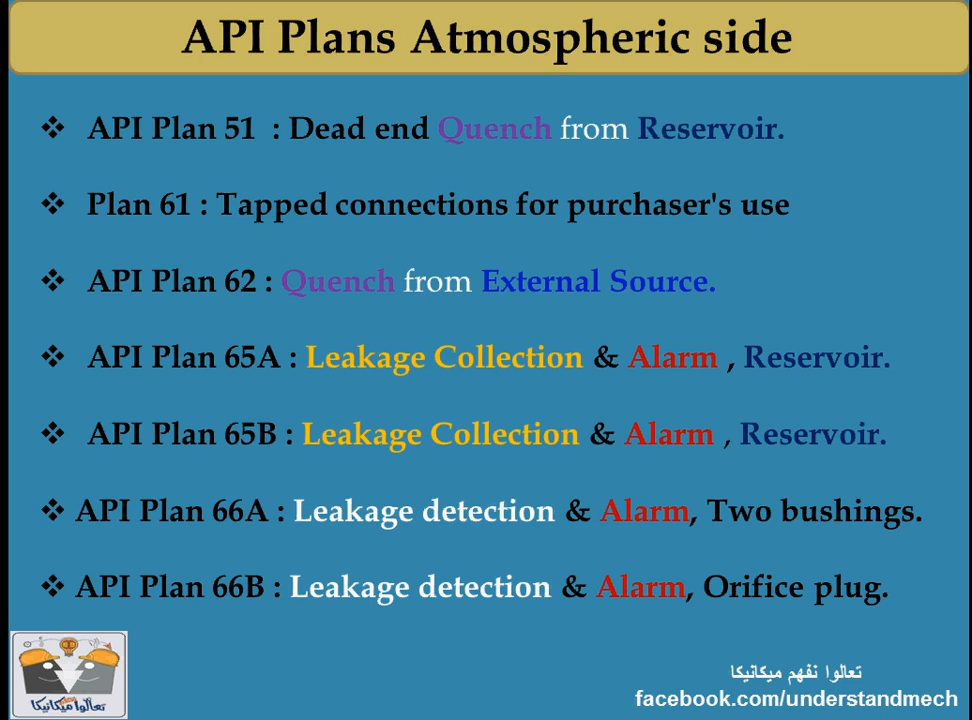 API Plans Atmospheric side
❖ API Plan 51 : Dead end Quench from Reservoir.
❖ Plan 61 : Tapped connections for purchaser's use
❖ API Plan 62 : Quench from External Source.
❖ API Plan 65A : Leakage Collection & Alarm , Reservoir.
❖ API Plan 65B : Leakage Collection & Alarm , Reservoir.
❖ API Plan 66A : Leakage detection & Alarm, Two bushings.
❖ API Plan 66B : Leakage detection & Alarm, Orifice plug.
تعالوا ميكانيكا
تعالوا نفهم ميكانيكا
facebook.com/understandmech